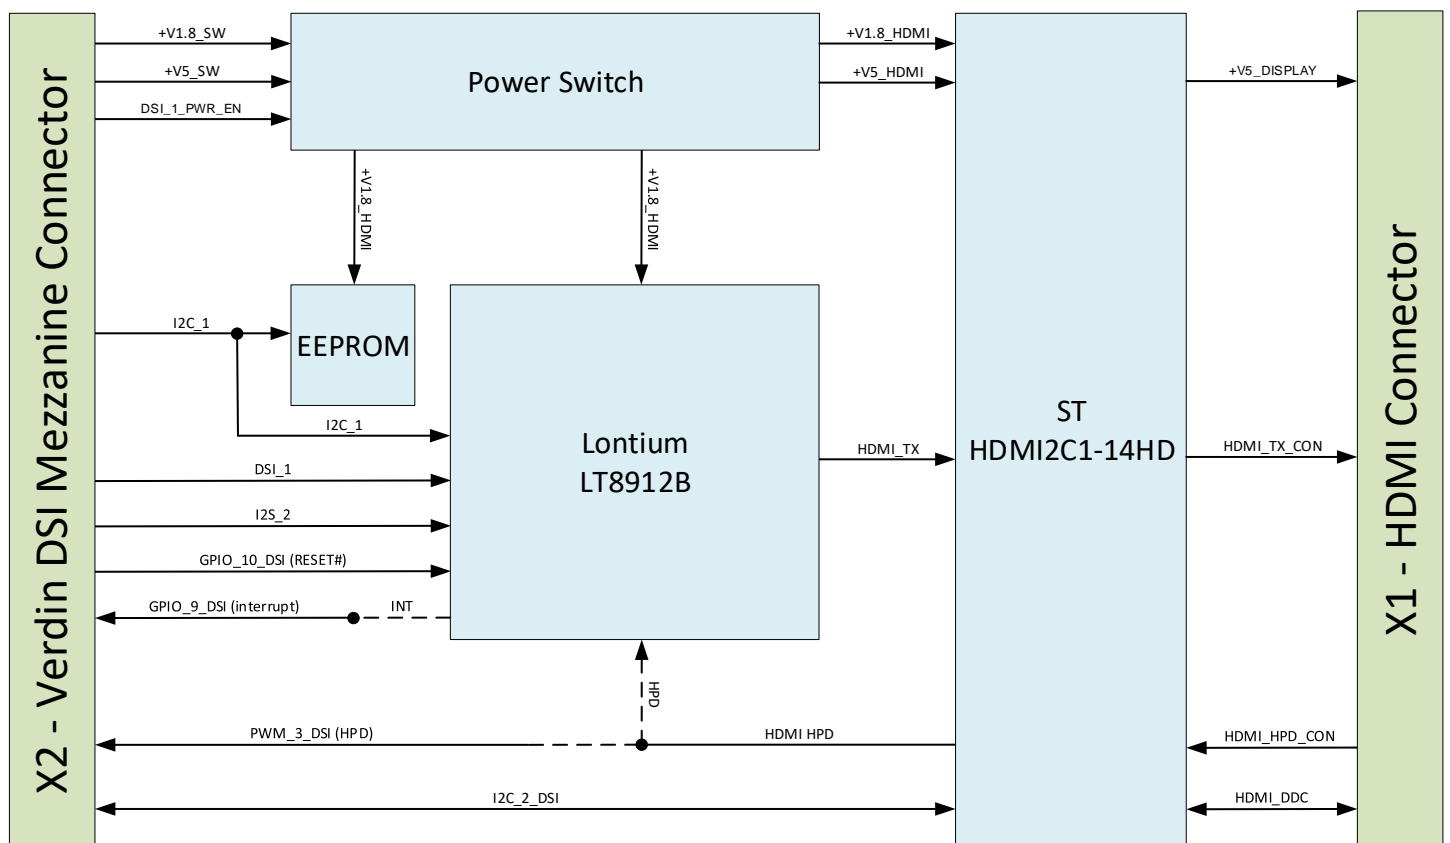 X2 - Verdin DSI Mezzanine Connector
+V1.8_SW
+V5_SW
DSI_1_PWR_EN
Power Switch
+V1.8_HDMI
+V5_HDMI
+V5_DISPLAY
+V1.8_HDMI
+V1.8_HDMI
I2C_1
EEPROM
I2C_1
DSI_1
I2S_2
GPIO_10_DSI (RESET#)
GPIO_9_DSI (interrupt)
INT
Lontium
LT8912B
HDMI_TX
ST
HDMI2C1-14HD
HDMI_TX_CON
HPD
PWM_3_DSI (HPD)
HDMI HPD
HDMI_HPD_CON
I2C_2_DSI
HDMI_DDC
X1 - HDMI Connector